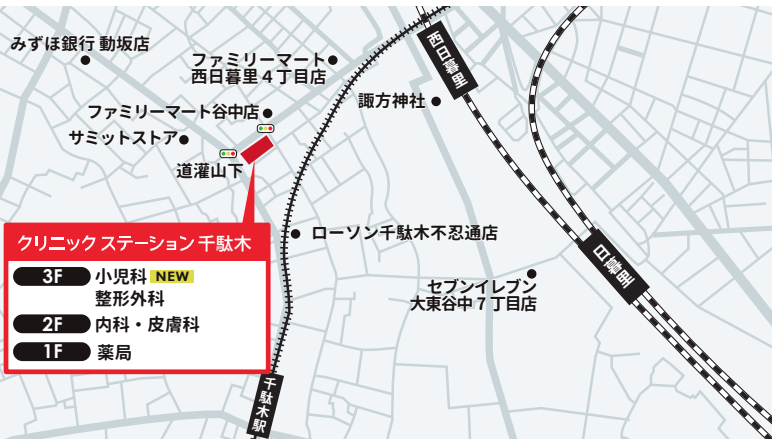 みずほ銀行 動坂店
ファミリーマート
西日暮里4丁目店
西日暮里
諏方神社
ファミリーマート谷中店
サミットストア
道灌山下
ローソン千駄木不忍通店
日暮里
セブンイレブン
大東谷中7丁目店
クリニックステーション千駄木
3F 小児科 NEW
整形外科
2F 内科・皮膚科
1F 薬局
千駄木駅